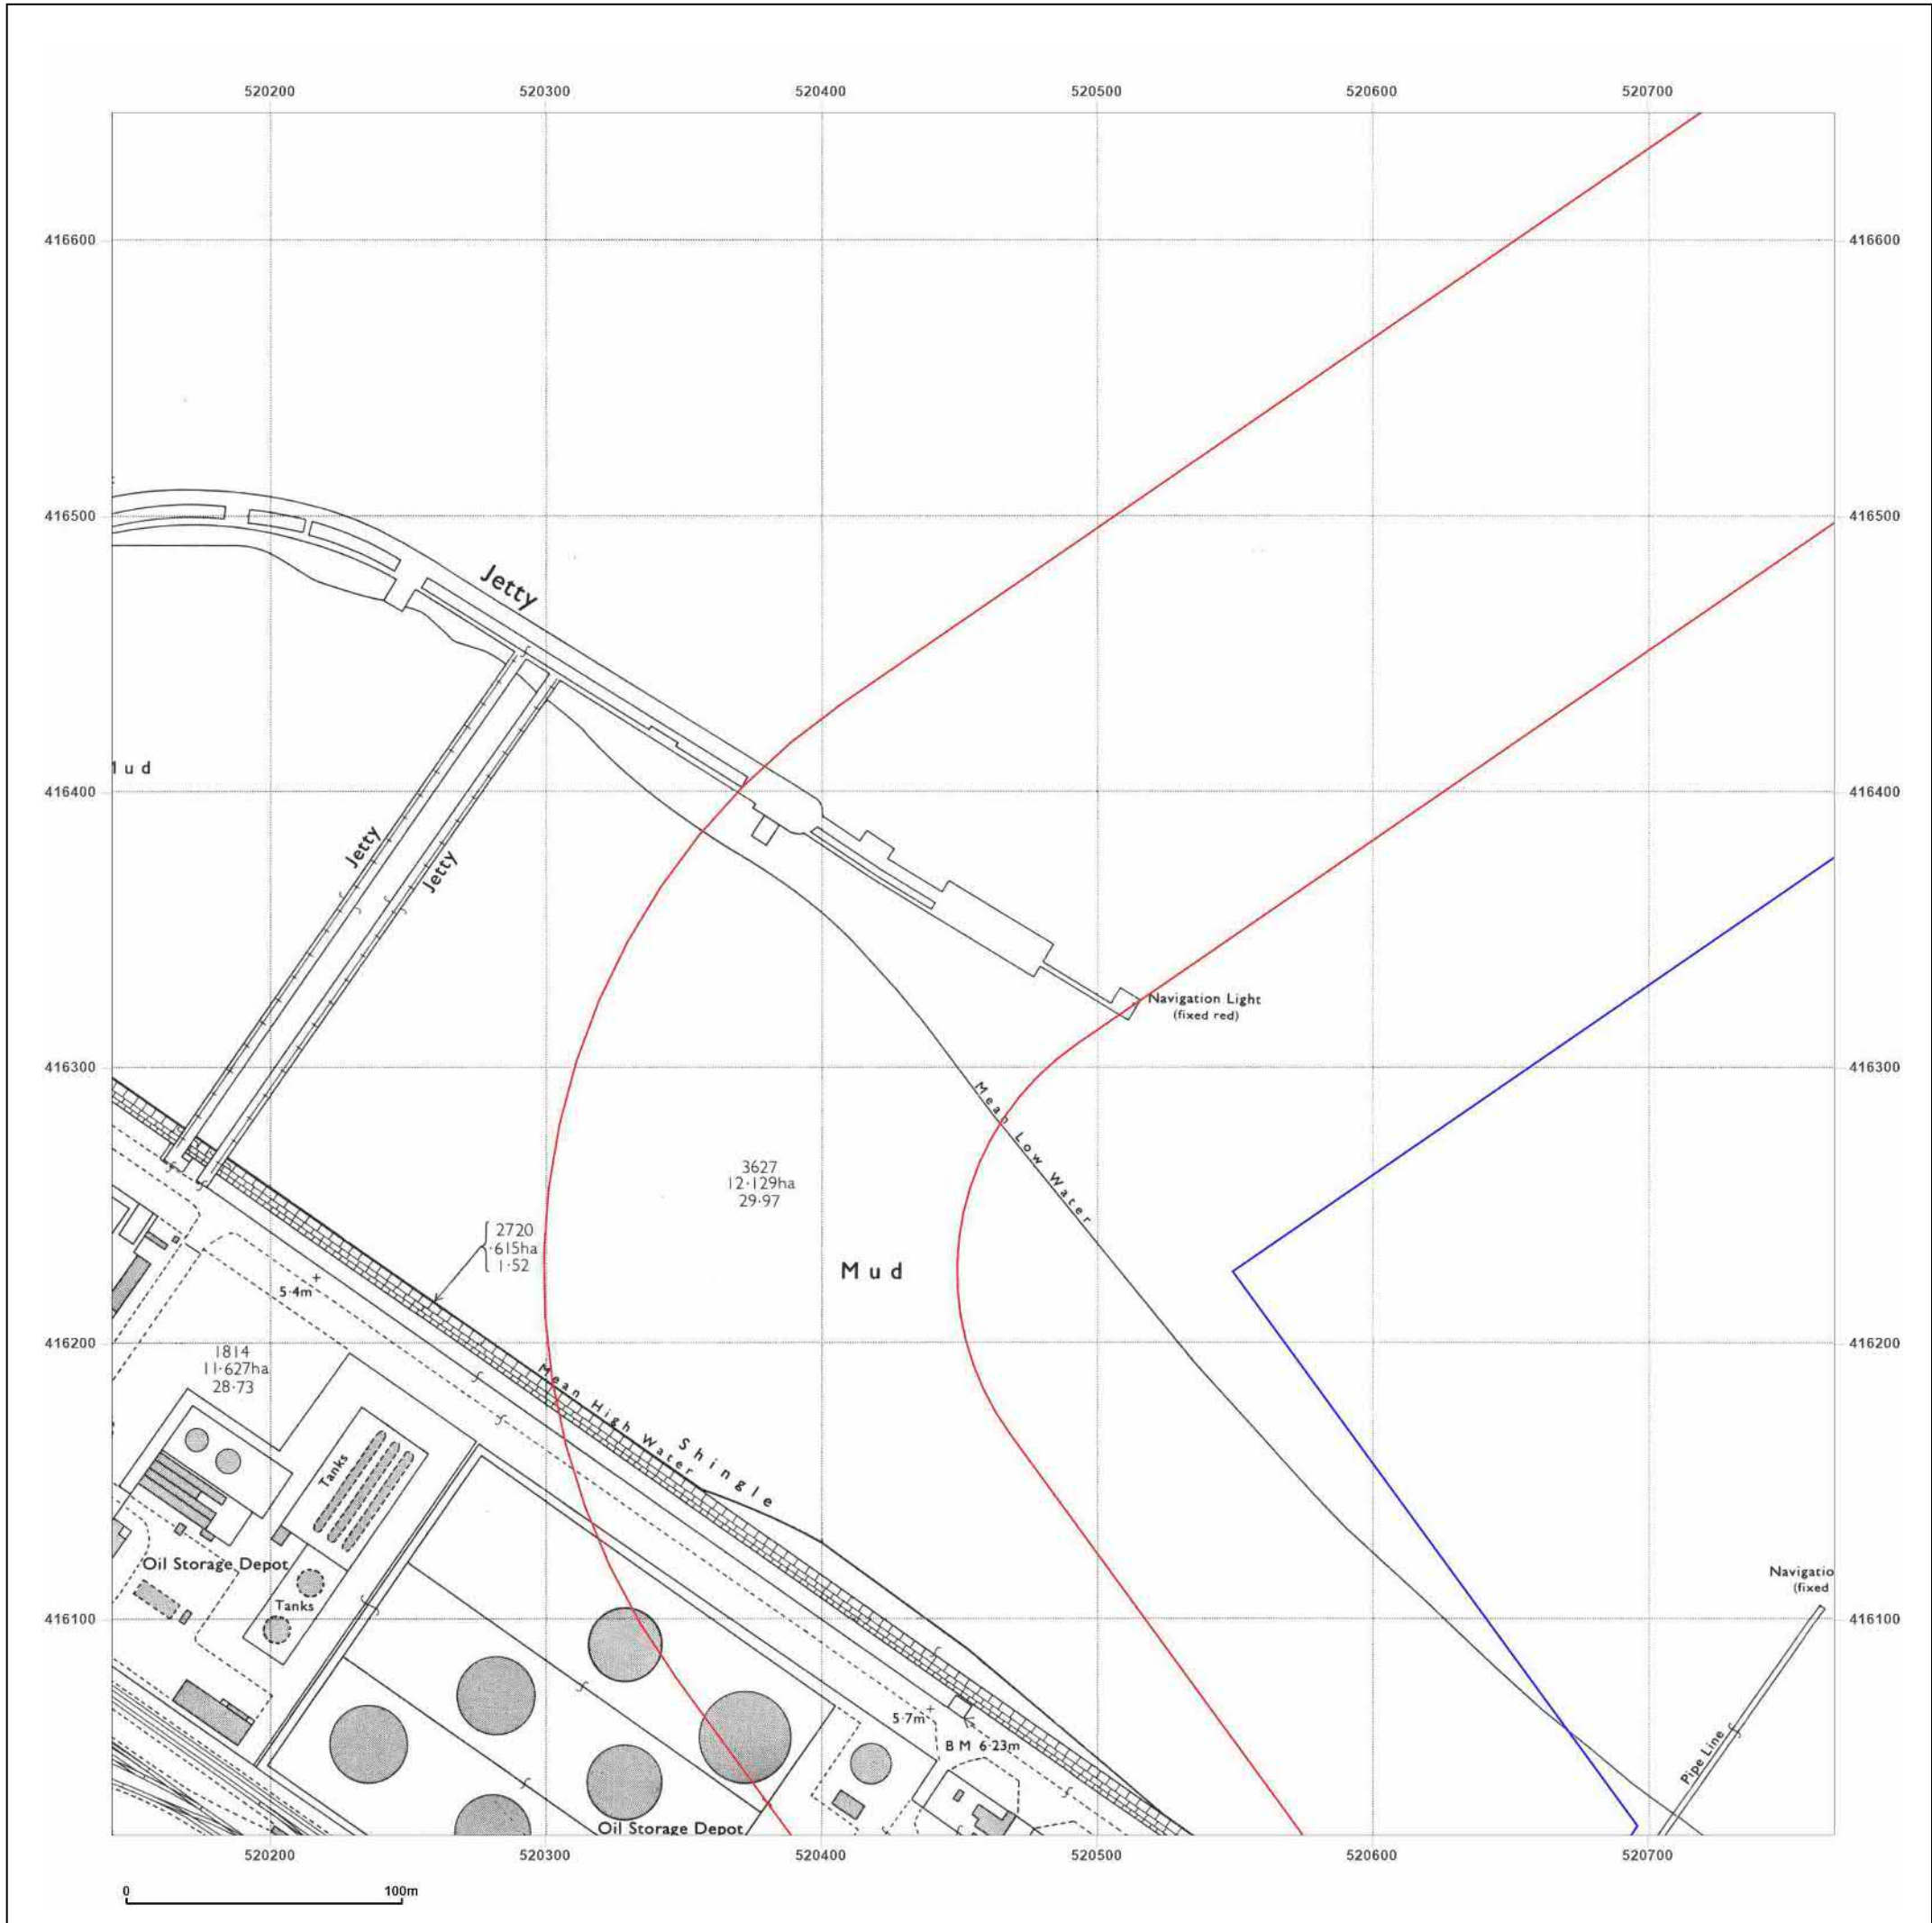 520200 520300 520400 520500 520600 520700
416600 416600
416500 416500
Jetty
416400 416400
Jetty
Jetty
Navigation Light
(fixed red)
416300 416300
Mean Low Water
3627
12·129ha
29·97
2720
·615ha
1·52
Mud
5·4m
416200 416200
1814
11·627ha
28·73
Mean High Water
Shingle
Tanks
Oil Storage Depot
Tanks
Navigatio
(fixed
416100 416100
5·7m
B M 6·23m
Pipe Line
Oil Storage Depot
520200 520300 520400 520500 520600 520700
0 100m